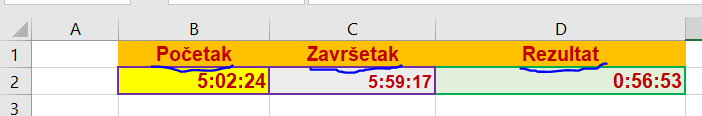 A B C D
1 Početak Završetak Rezultat
2 5:02:24 5:59:17 0:56:53
3